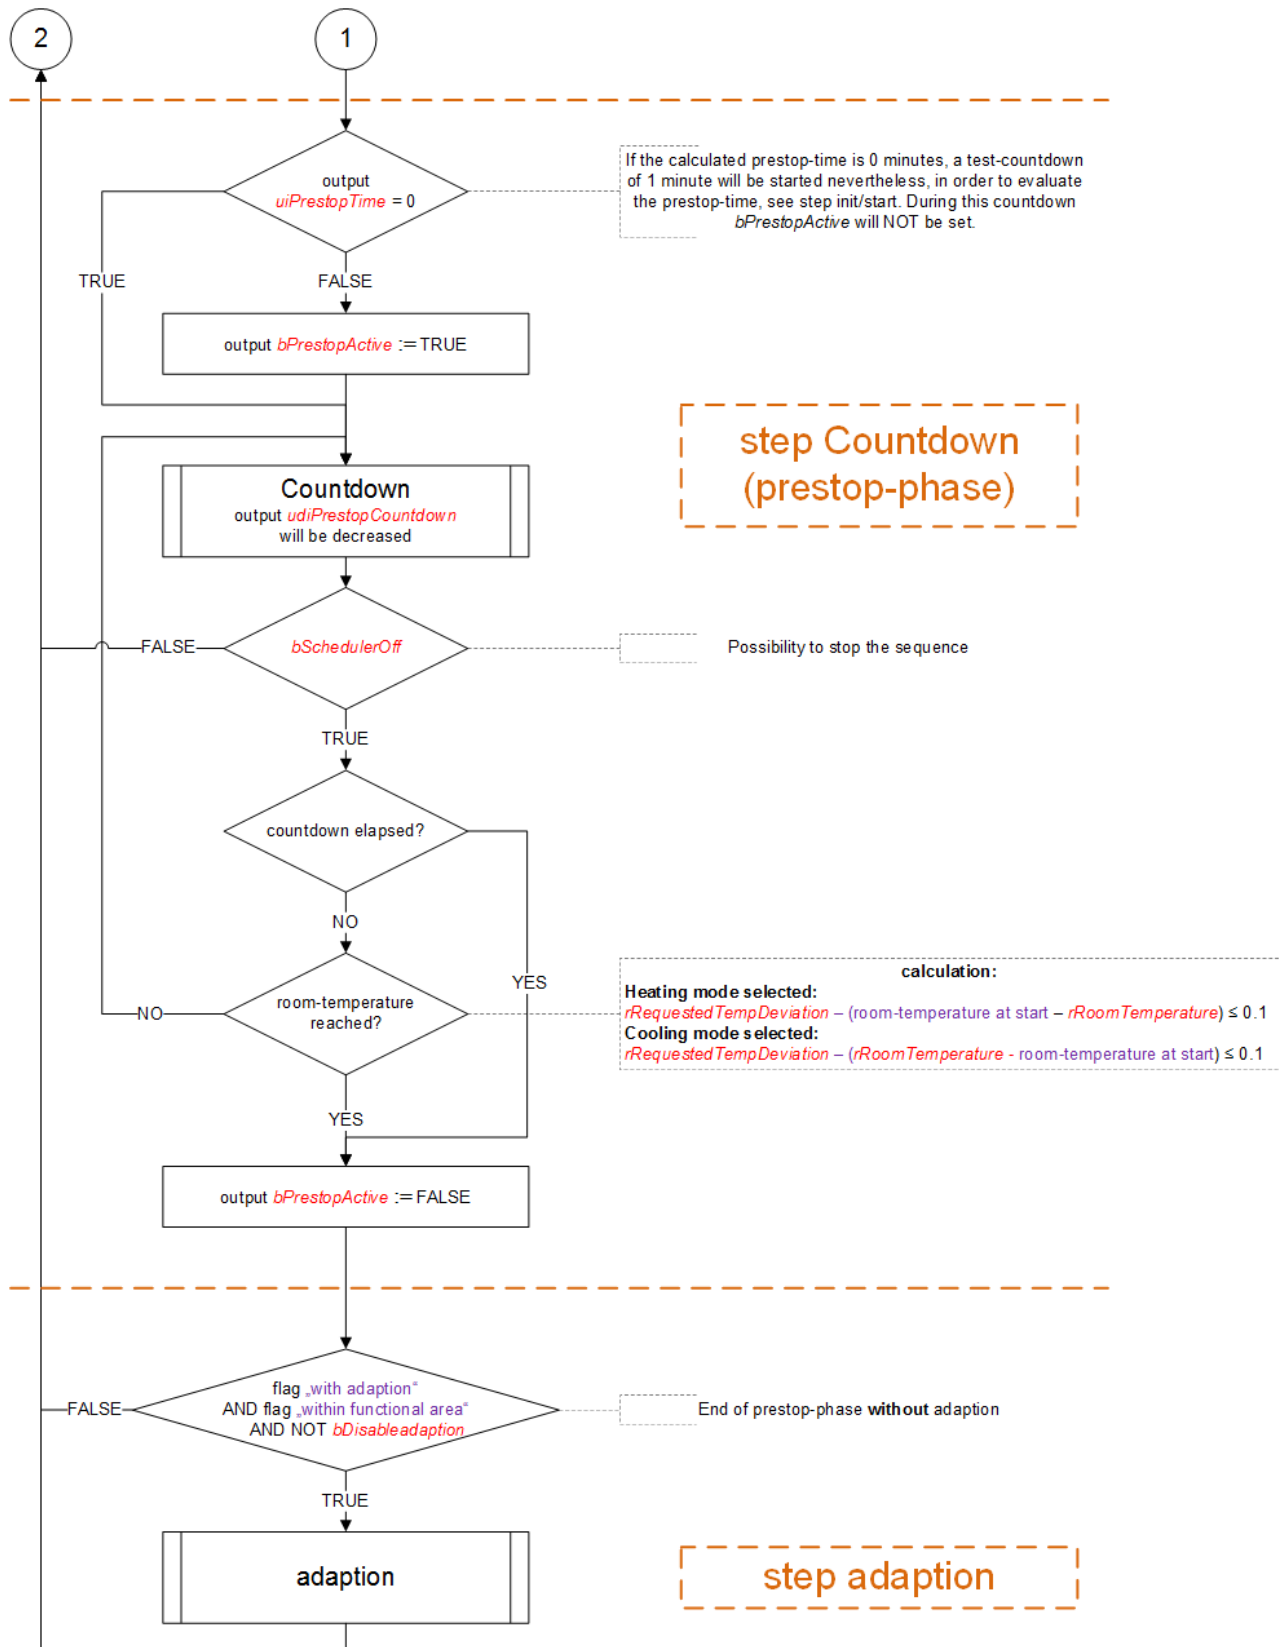 2
1
output
uiPrestopTime = 0
If the calculated prestop-time is 0 minutes, a test-countdown
of 1 minute will be started nevertheless, in order to evaluate
the prestop-time, see step init/start. During this countdown
bPrestopActive will NOT be set.
TRUE
FALSE
output bPrestopActive := TRUE
step Countdown
(prestop-phase)
Countdown
output udiPrestopCountdown
will be decreased
FALSE
bSchedulerOff
Possibility to stop the sequence
TRUE
countdown elapsed?
NO
YES
room-temperature
reached?
NO
calculation:
Heating mode selected:
rRequestedTempDeviation – (room-temperature at start – rRoomTemperature) ≤ 0.1
Cooling mode selected:
rRequestedTempDeviation – (rRoomTemperature - room-temperature at start) ≤ 0.1
YES
output bPrestopActive := FALSE
flag „with adaption“
AND flag „within functional area“
AND NOT bDisableadaption
FALSE
End of prestop-phase without adaption
TRUE
adaption
step adaption